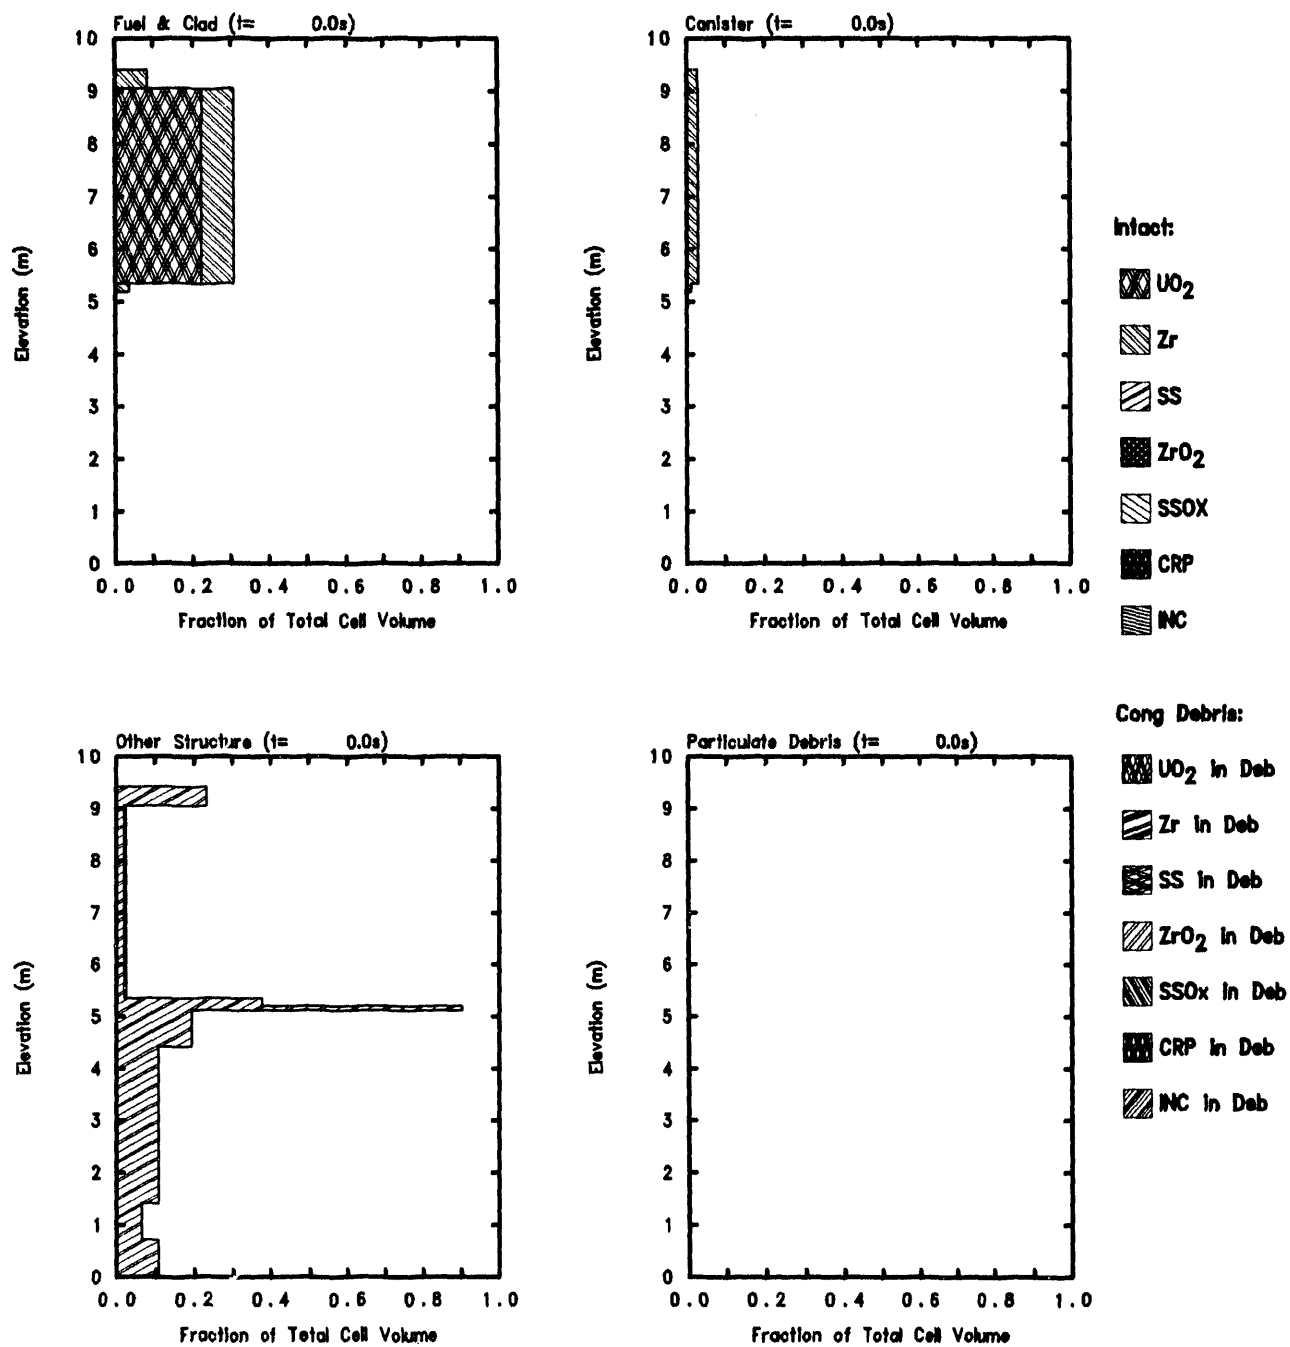 Fuel & Clad (t= 0.0s)
10
9
8
7
6
5
4
3
2
1
0
Elevation (m)
0.0 0.2 0.4 0.6 0.8 1.0
Fraction of Total Cell Volume
Canister (t= 0.0s)
10
9
8
7
6
5
4
3
2
1
0
Elevation (m)
0.0 0.2 0.4 0.6 0.8 1.0
Fraction of Total Cell Volume
Intact:
UO2
Zr
SS
ZrO2
SSOX
CRP
INC
Other Structure (t= 0.0s)
10
9
8
7
6
5
4
3
2
1
0
Elevation (m)
0.0 0.2 0.4 0.6 0.8 1.0
Fraction of Total Cell Volume
Particulate Debris (t= 0.0s)
10
9
8
7
6
5
4
3
2
1
0
Elevation (m)
0.0 0.2 0.4 0.6 0.8 1.0
Fraction of Total Cell Volume
Cong Debris:
UO2 in Deb
Zr in Deb
SS in Deb
ZrO2 in Deb
SSOx in Deb
CRP in Deb
INC in Deb